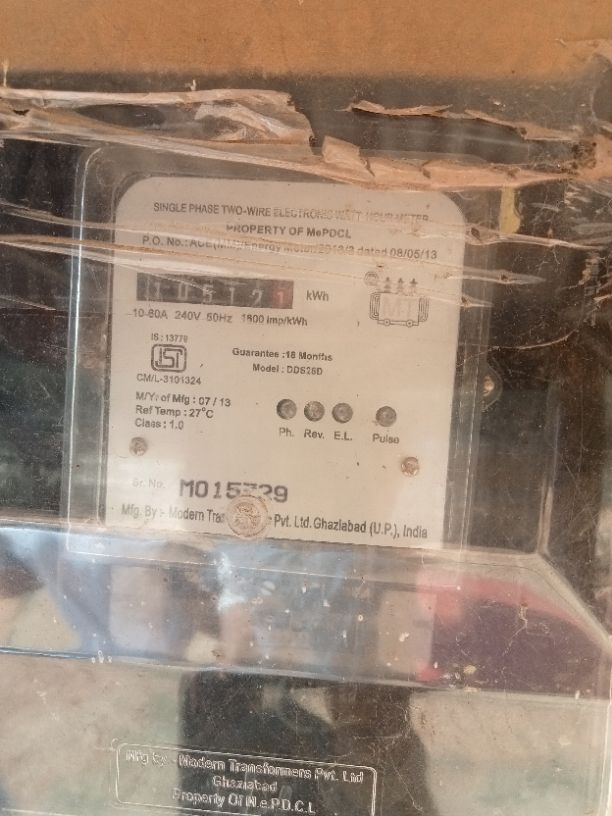 SINGLE PHASE TWO-WIRE ELECTRONIC WATT HOUR METER
PROPERTY OF MePDCL
P.O. No.: dated 08/05/13
kWh
10-60A 240V 50Hz 1600 imp/kWh
IS : 13779
Guarantee : 18 Months
Model : DDS26D
CM/L-3101324
M/Yr of Mfg : 07 / 13
Ref Temp : 27°C
Class : 1.0
Ph. Rev. E.L. Pulse
Sr. No.
Mfg. By :- Modern Pvt. Ltd. Ghaziabad (U.P.), India
Mfg by :- Modern Transformers Pvt. Ltd
Ghaziabad
Property Of M.e.P.D.C.L